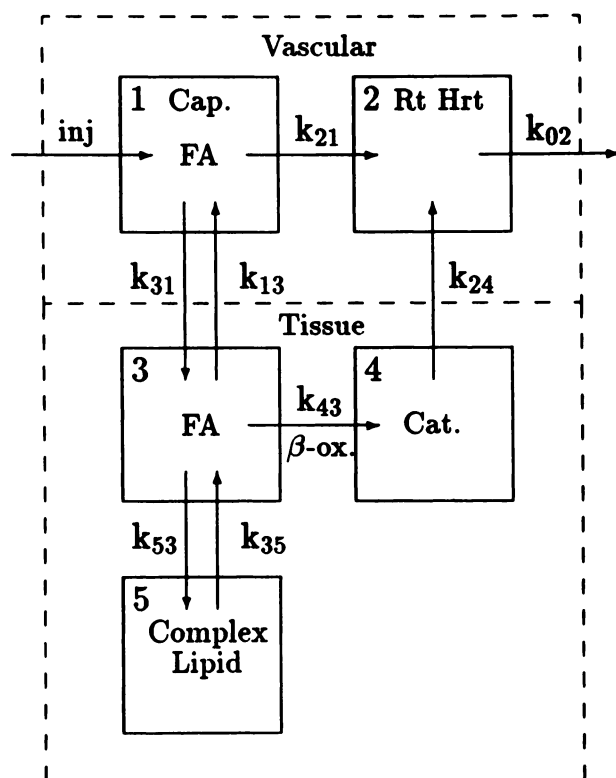 Vascular
1 Cap.
FA
2 Rt Hrt
inj
k21
k02
k31
k13
k24
Tissue
3
FA
k43
β-ox.
4
Cat.
k53
k35
5
Complex
Lipid